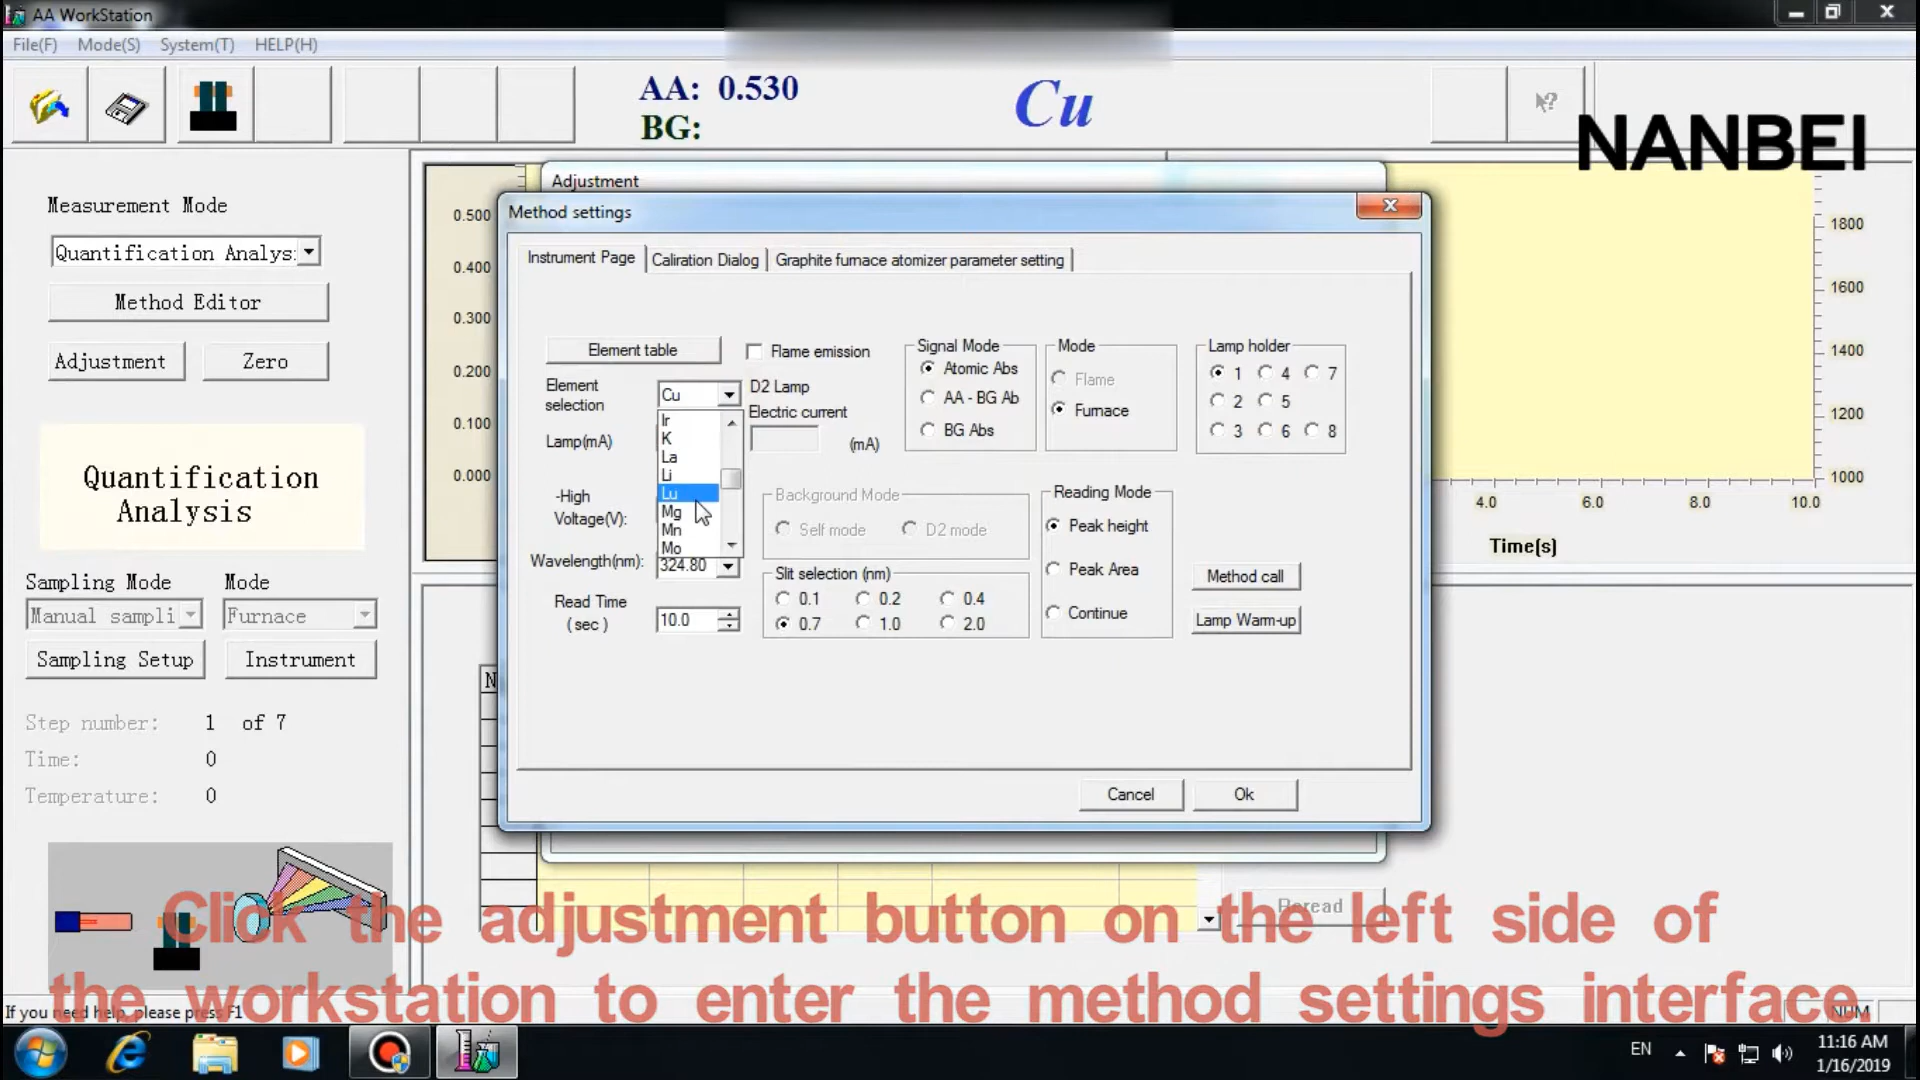 AA WorkStation
File(F) Mode(S) System(T) HELP(H)
AA: 0.530
BG:
Cu
NANBEI
Measurement Mode
Quantification Analys:
Method Editor
Adjustment Zero
Quantification
Analysis
Sampling Mode Mode
Manual sampli Furnace
Sampling Setup Instrument
Step number: 1 of 7
Time: 0
Temperature: 0
0.500
0.400
0.300
0.200
0.100
0.000
Adjustment
Method settings
Instrument Page Caliration Dialog Graphite furnace atomizer parameter setting
Element table
Flame emission
Element
selection
Cu
Ir
K
La
Li
Lu
Mg
Mn
Mo
D2 Lamp
Electric current
(mA)
Lamp(mA)
-High
Voltage(V):
Wavelength(nm): 324.80
Read Time
( sec )
10.0
Signal Mode
Atomic Abs
AA - BG Ab
BG Abs
Mode
Flame
Furnace
Lamp holder
1 4 7
2 5
3 6 8
Background Mode
Self mode D2 mode
Slit selection (nm)
0.1 0.2 0.4
0.7 1.0 2.0
Reading Mode
Peak height
Peak Area
Continue
Method call
Lamp Warm-up
Cancel Ok
1800
1600
1400
1200
1000
4.0 6.0 8.0 10.0
Time(s)
N
Reread
Click the adjustment button on the left side of
the workstation to enter the method settings interface.
If you need help, please press F1
NUM
EN
11:16 AM
1/16/2019